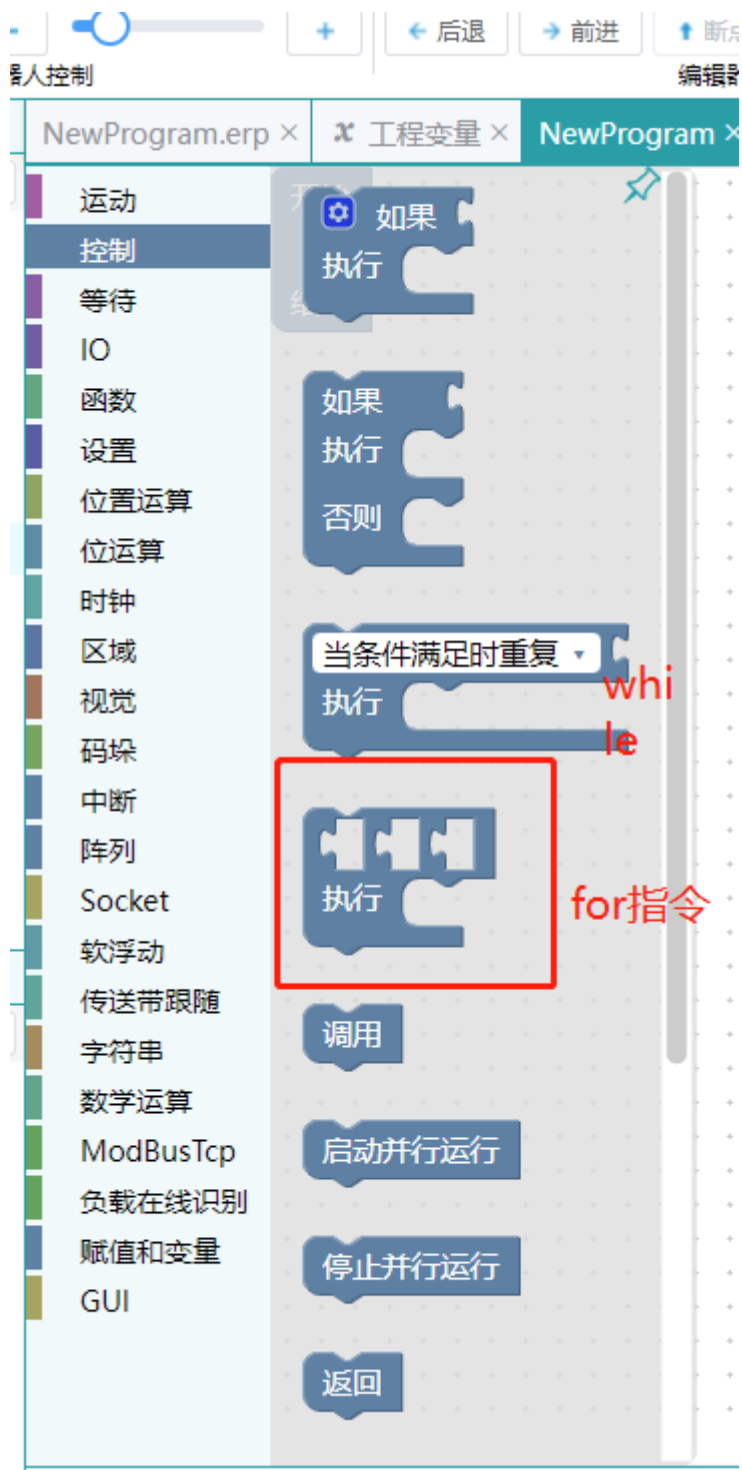 后退
前进
断点
器人控制
编辑器
NewProgram.erp ×
x 工程变量 ×
NewProgram ×
运动
控制
等待
IO
函数
设置
位置运算
位运算
时钟
区域
视觉
码垛
中断
阵列
Socket
软浮动
传送带跟随
字符串
数学运算
ModBusTcp
负载在线识别
赋值和变量
GUI
如果
执行
如果
执行
否则
当条件满足时重复
执行
whi
le
执行
for指令
调用
启动并行运行
停止并行运行
返回